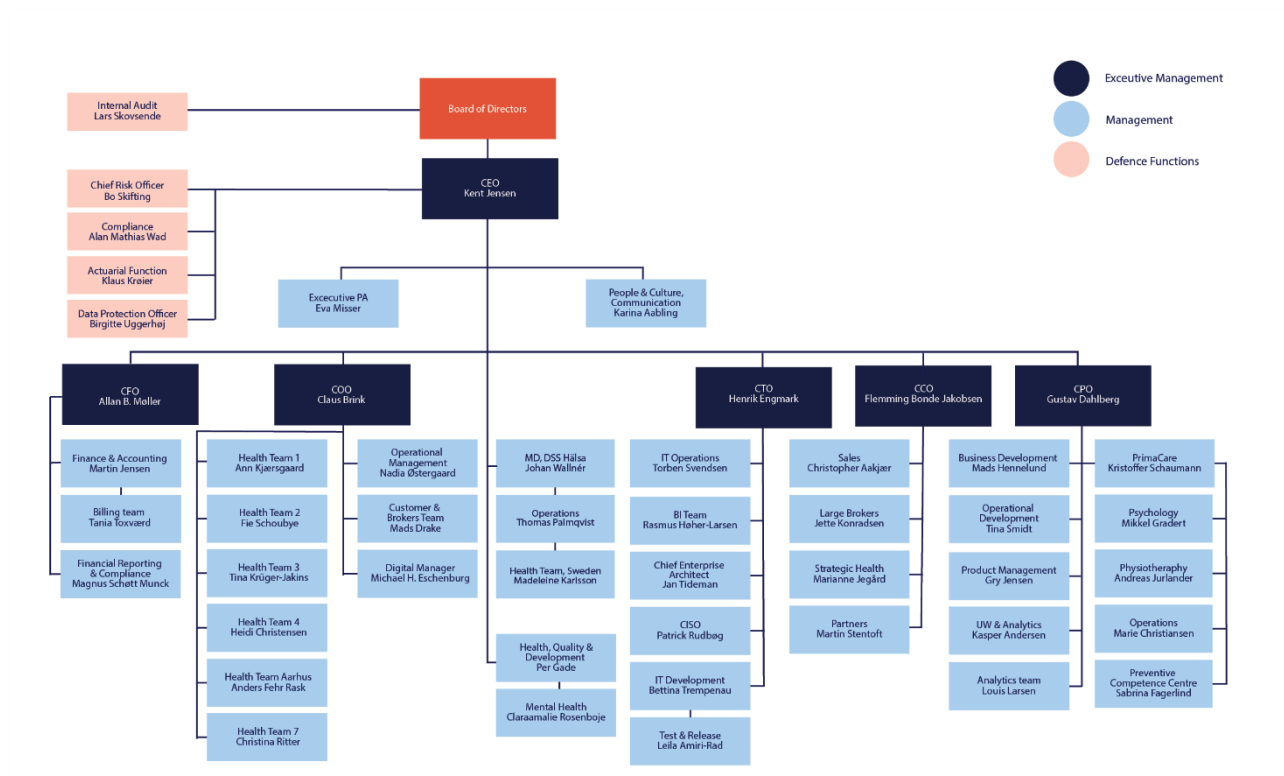 Board of Directors
Internal Audit
Lars Skovsende
CEO
Kent Jensen
Chief Risk Officer
Bo Skifting
Compliance
Alan Mathias Wad
Actuarial Function
Klaus Krøier
Data Protection Officer
Birgitte Uggerhøj
Excecutive PA
Eva Misser
People & Culture,
Communication
Karina Aabling
Excecutive Management
Management
Defence Functions
CFO
Allan B. Møller
COO
Claus Brink
CTO
Henrik Engmark
CCO
Flemming Bonde Jakobsen
CPO
Gustav Dahlberg
Finance & Accounting
Martin Jensen
Billing team
Tania Toxværd
Financial Reporting
& Compliance
Magnus Schøtt Munck
Health Team 1
Ann Kjærsgaard
Health Team 2
Fie Schoubye
Health Team 3
Tina Krüger-Jakins
Health Team 4
Heidi Christensen
Health Team Aarhus
Anders Fehr Rask
Health Team 7
Christina Ritter
Operational
Management
Nadia Østergaard
Customer &
Brokers Team
Mads Drake
Digital Manager
Michael H. Eschenburg
MD, DSS Hälsa
Johan Wallnér
Operations
Thomas Palmqvist
Health Team, Sweden
Madeleine Karlsson
Health, Quality &
Development
Per Gade
Mental Health
Claraamalie Rosenboje
IT Operations
Torben Svendsen
BI Team
Rasmus Høher-Larsen
Chief Enterprise
Architect
Jan Tideman
CISO
Patrick Rudbøg
IT Development
Bettina Trempenau
Test & Release
Leila Amiri-Rad
Sales
Christopher Aakjær
Large Brokers
Jette Konradsen
Strategic Health
Marianne Jegård
Partners
Martin Stentoft
Business Development
Mads Hennelund
Operational
Development
Tina Smidt
Product Management
Gry Jensen
UW & Analytics
Kasper Andersen
Analytics team
Louis Larsen
PrimaCare
Kristoffer Schaumann
Psychology
Mikkel Gradert
Physiotheraphy
Andreas Jurlander
Operations
Marie Christiansen
Preventive
Competence Centre
Sabrina Fagerlind